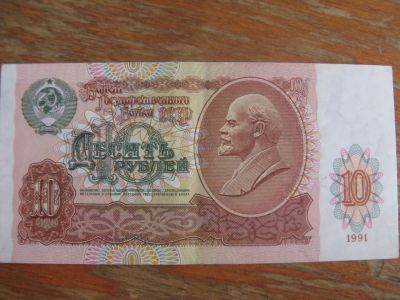 10
Билет
Государственного
Банка СССР
Десять
рублей
10
10
1991